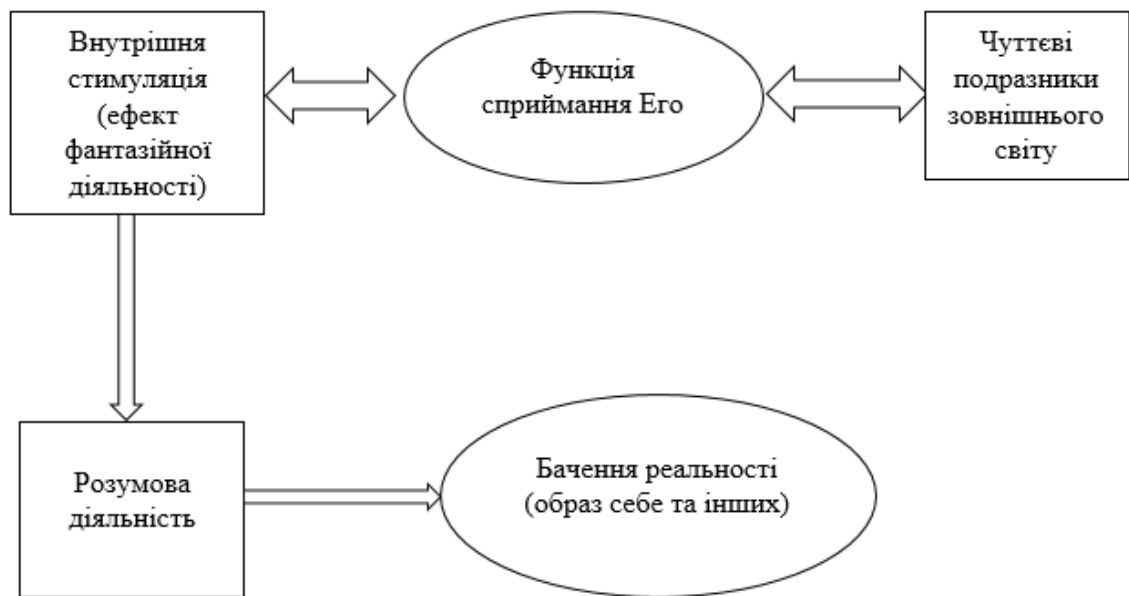 Внутрішня
стимуляція
(ефект
фантазійної
діяльності)
Функція
сприймання Его
Чуттєві
подразники
зовнішнього
світу
Розумова
діяльність
Бачення реальності
(образ себе та інших)